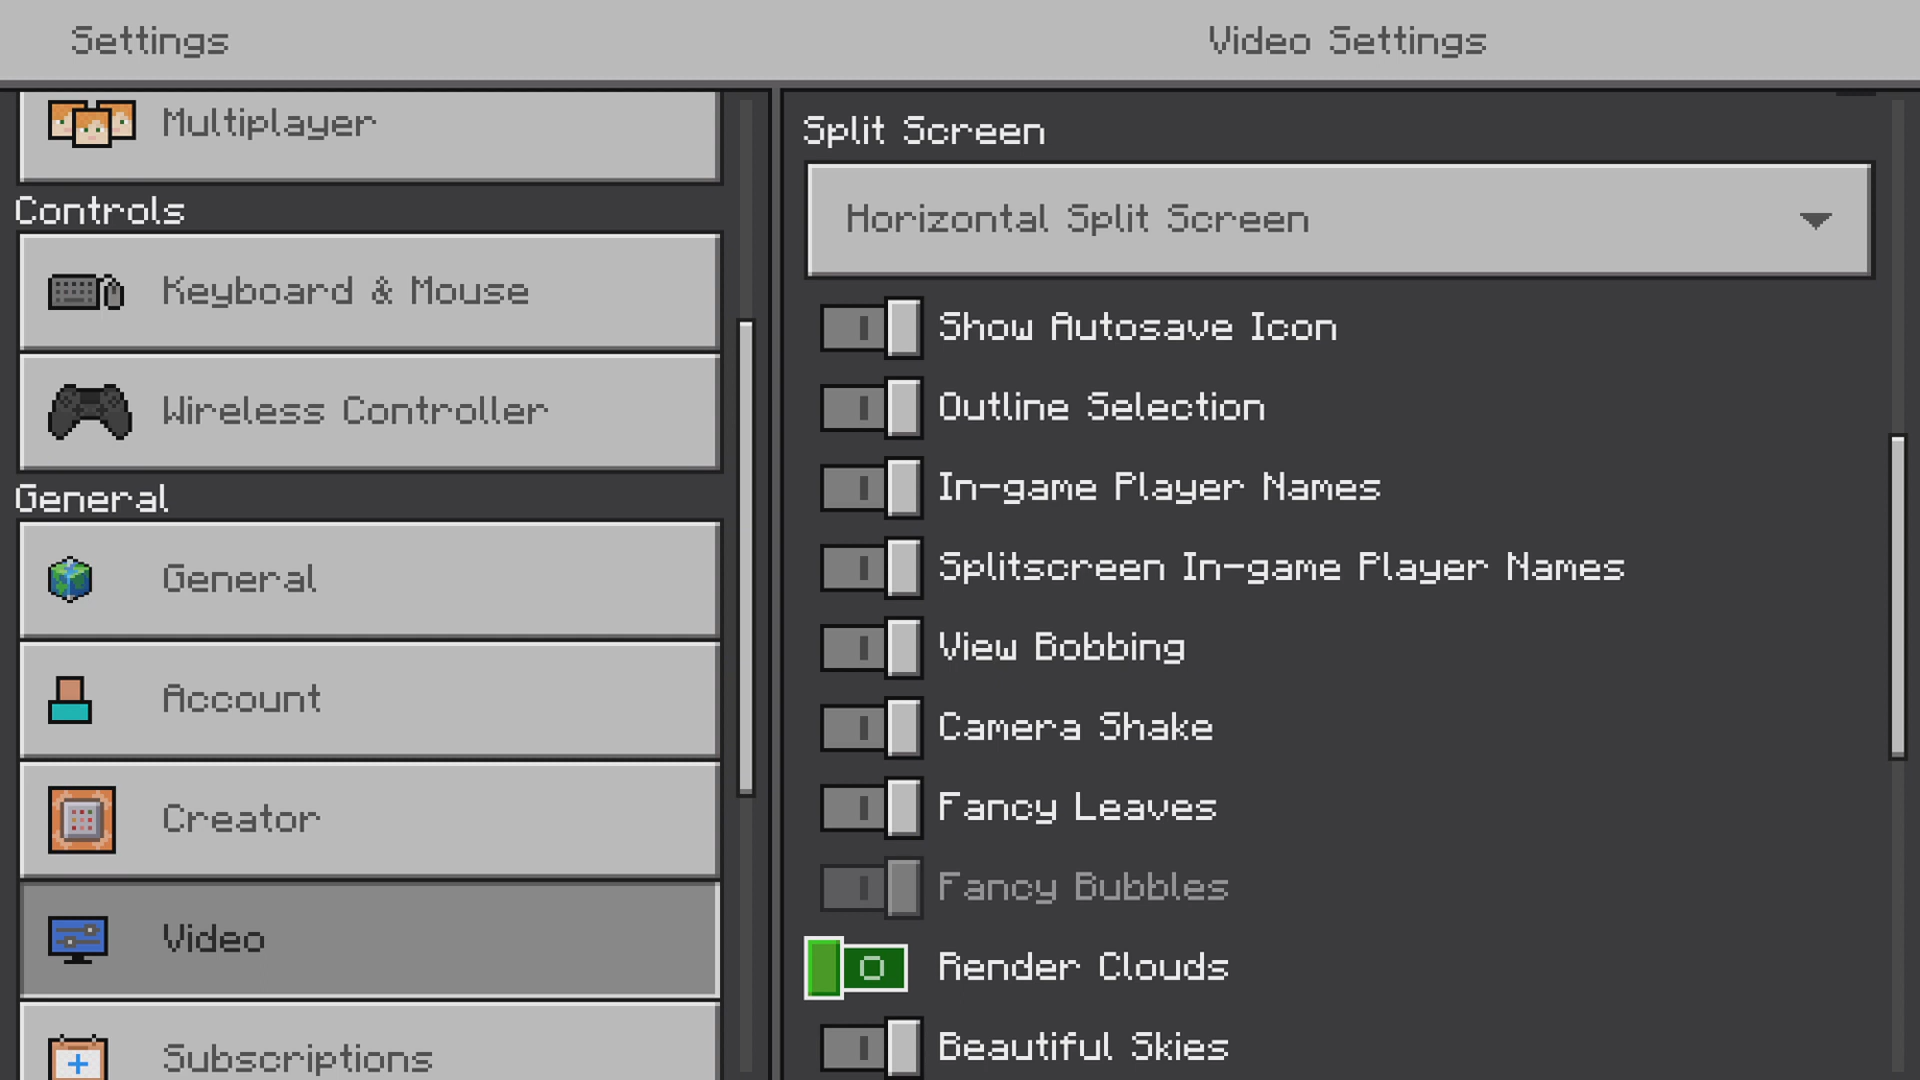 Settings
Video Settings
Multiplayer
Controls
Keyboard & Mouse
Wireless Controller
General
General
Account
Creator
Video
Subscriptions
Split Screen
Horizontal Split Screen
Show Autosave Icon
Outline Selection
In-game Player Names
Splitscreen In-game Player Names
View Bobbing
Camera Shake
Fancy Leaves
Fancy Bubbles
Render Clouds
Beautiful Skies